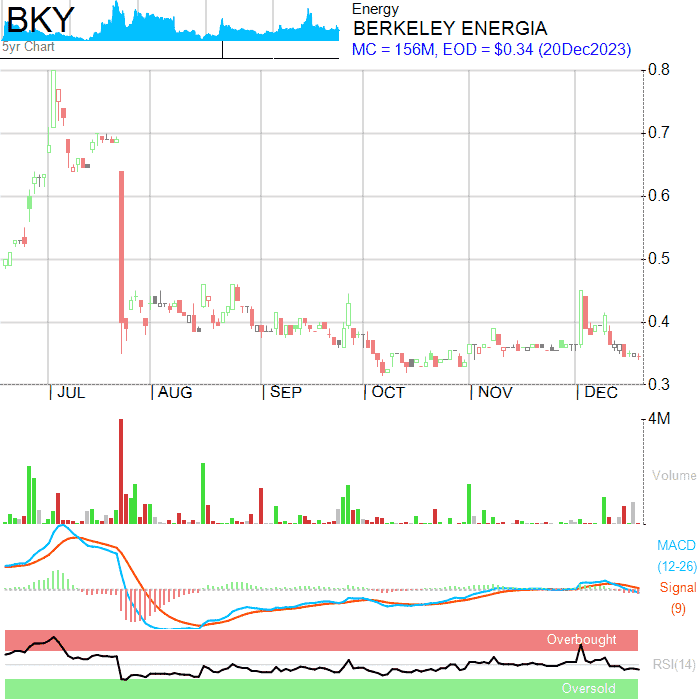 BKY
5yr Chart
Energy
BERKELEY ENERGIA
MC = 156M, EOD = $0.34 (20Dec2023)
0.8
0.7
0.6
0.5
0.4
0.3
JUL AUG SEP OCT NOV DEC
4M
Volume
MACD
(12-26)
Signal
(9)
Overbought
RSI(14)
Oversold